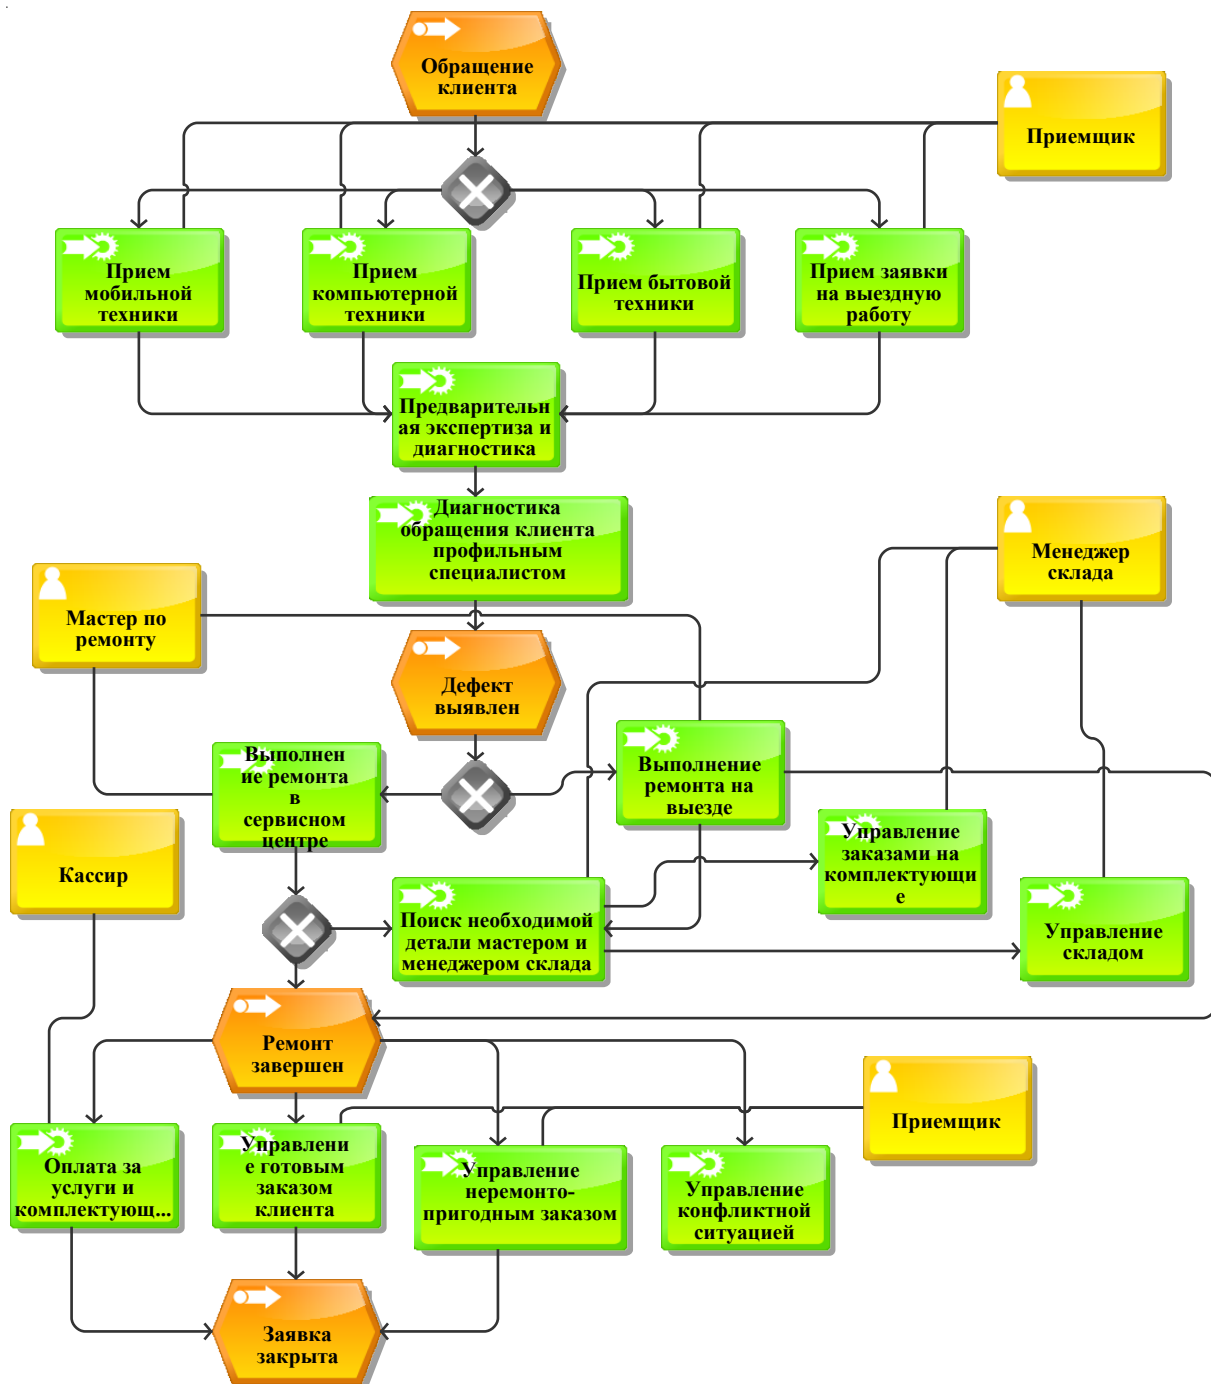 Обращение
клиента
Приемщик
Прием
мобильной
техники
Прием
компьютерной
техники
Прием бытовой
техники
Прием заявки
на выездную
работу
Предварительн
ая экспертиза и
диагностика
Диагностика
обращения клиента
профильным
специалистом
Менеджер
склада
Мастер по
ремонту
Дефект
выявлен
Выполнен
ие ремонта
в
сервисном
центре
Выполнение
ремонта на
выезде
Кассир
Управление
заказами на
комплектующи
е
Поиск необходимой
детали мастером и
менеджером склада
Управление
складом
Ремонт
завершен
Приемщик
Оплата за
услуги и
комплектующ...
Управлени
е готовым
заказом
клиента
Управление
неремонто-
пригодным заказом
Управление
конфликтной
ситуацией
Заявка
закрыта